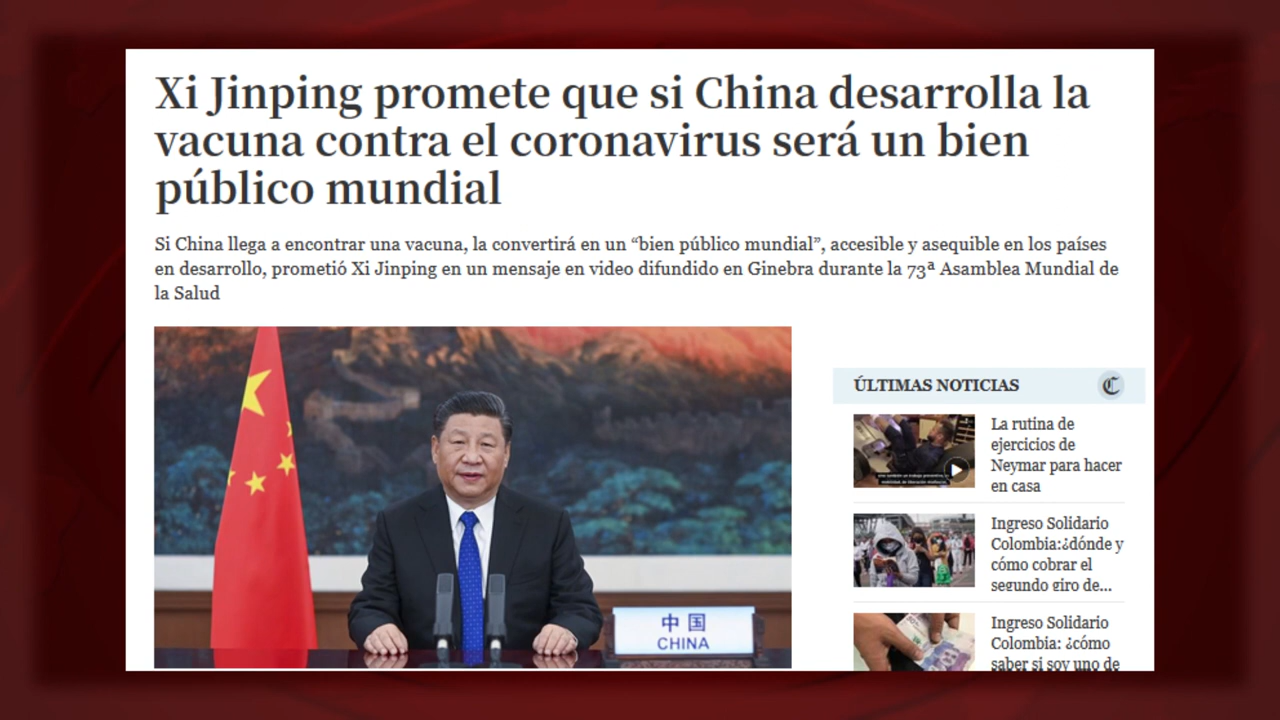 Xi Jinping promete que si China desarrolla la
vacuna contra el coronavirus será un bien
público mundial
Si China llega a encontrar una vacuna, la convertirá en un “bien público mundial”, accesible y asequible en los países
en desarrollo, prometió Xi Jinping en un mensaje en video difundido en Ginebra durante la 73ª Asamblea Mundial de
la Salud
中国
CHINA
ÚLTIMAS NOTICIAS
La rutina de
ejercicios de
Neymar para hacer
en casa
Ingreso Solidario
Colombia:¿dónde y
cómo cobrar el
segundo giro de...
Ingreso Solidario
Colombia: ¿cómo
saber si soy uno de